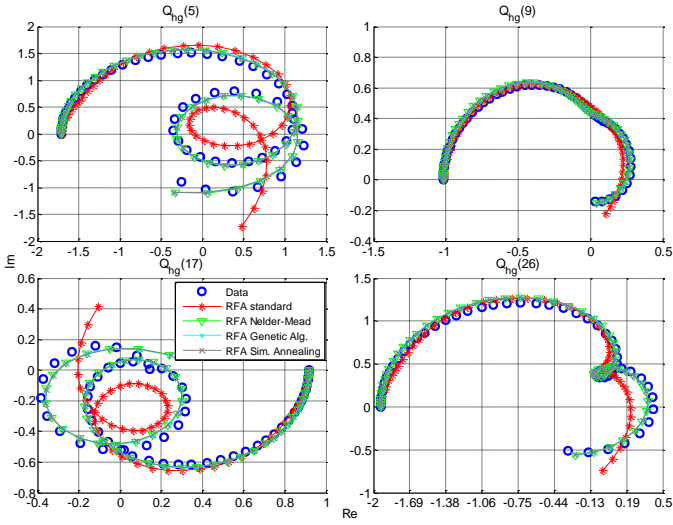 Q_hg(5)
2
1.5
1
0.5
0
-0.5
-1
-1.5
-2
-2 -1.5 -1 -0.5 0 0.5 1 1.5
Q_hg(9)
1
0.8
0.6
0.4
0.2
0
-0.2
-0.4
-1.5 -1 -0.5 0 0.5
Im
Q_hg(17)
0.6
0.4
0.2
0
-0.2
-0.4
-0.6
-0.8
-0.4 -0.2 0 0.2 0.4 0.6 0.8 1
Data
RFA standard
RFA Nelder-Mead
RFA Genetic Alg.
RFA Sim. Annealing
Q_hg(26)
1.5
1
0.5
0
-0.5
-1
-2 -1.69 -1.38 -1.06 -0.75 -0.44 -0.13 0.19 0.5
Re